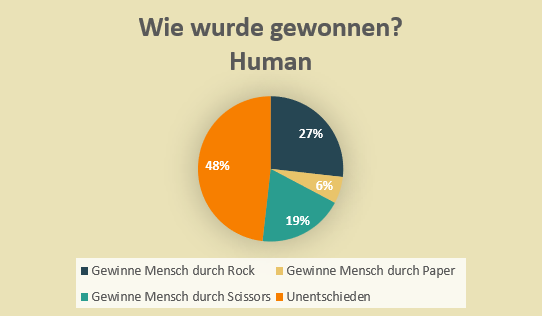 Wie wurde gewonnen?
Human
27%
48%
6%
19%
Gewinne Mensch durch Rock
Gewinne Mensch durch Paper
Gewinne Mensch durch Scissors
Unentschieden